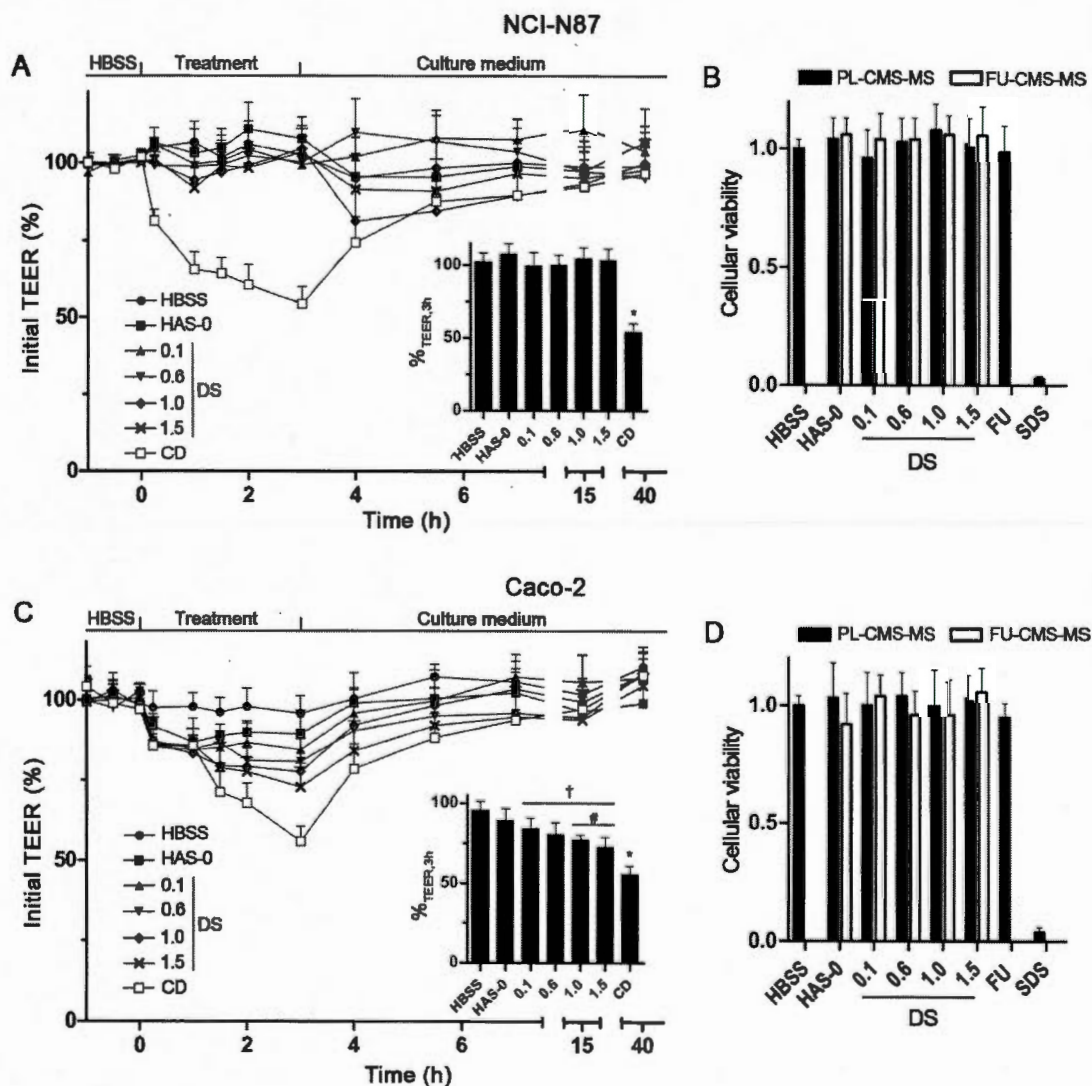 NCI-N87
A
HBSS Treatment Culture medium
Initial TEER (%)
100
50
0
HBSS
HAS-0
0.1
0.6
1.0
1.5
DS
CD
%TEER,3h
100
50
0
*
HBSS HAS-0 0.1 0.6 1.0 1.5 CD
0 2 4 6 15 40
Time (h)
B
PL-CMS-MS FU-CMS-MS
Cellular viability
1.0
0.5
0.0
HBSS HAS-0 0.1 0.6 1.0 1.5 FU SDS
DS
Caco-2
C
HBSS Treatment Culture medium
Initial TEER (%)
100
50
0
HBSS
HAS-0
0.1
0.6
1.0
1.5
DS
CD
%TEER,3h
100
50
0
†
#
*
HBSS HAS-0 0.1 0.6 1.0 1.5 CD
0 2 4 6 15 40
Time (h)
D
PL-CMS-MS FU-CMS-MS
Cellular viability
1.0
0.5
0.0
HBSS HAS-0 0.1 0.6 1.0 1.5 FU SDS
DS